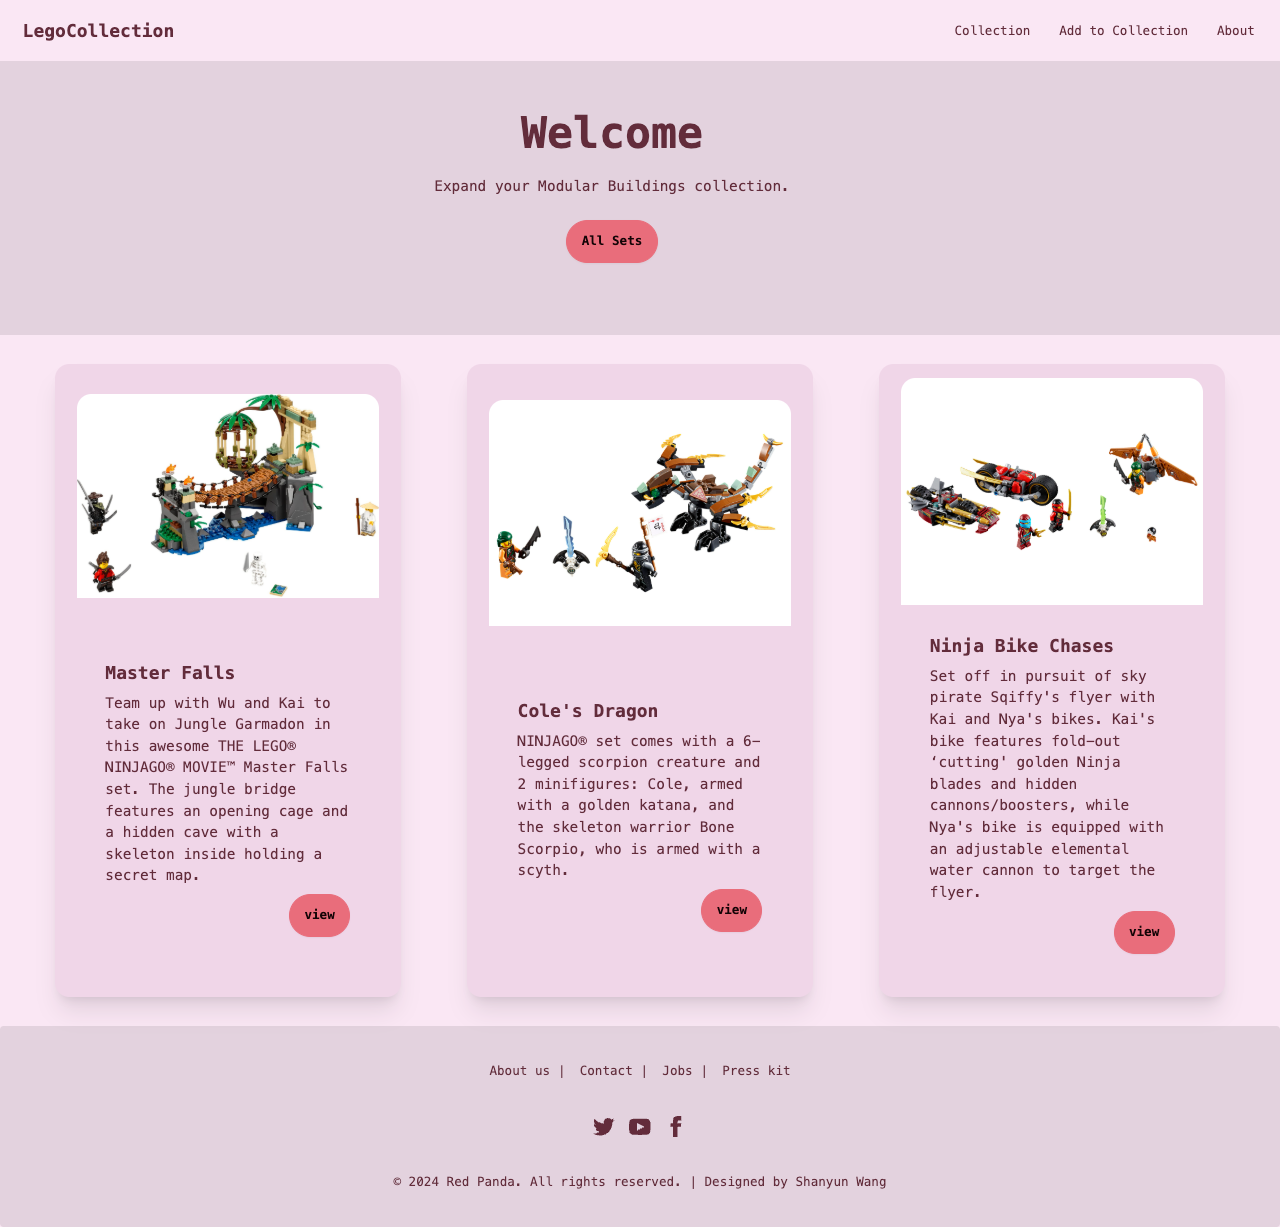 LegoCollection
Collection
Add to Collection
About
Welcome
Expand your Modular Buildings collection.
All Sets
Master Falls
Team up with Wu and Kai to
take on Jungle Garmadon in
this awesome THE LEGO®
NINJAGO® MOVIE™ Master Falls
set. The jungle bridge
features an opening cage and
a hidden cave with a
skeleton inside holding a
secret map.
view
Cole's Dragon
NINJAGO® set comes with a 6-
legged scorpion creature and
2 minifigures: Cole, armed
with a golden katana, and
the skeleton warrior Bone
Scorpio, who is armed with a
scyth.
view
Ninja Bike Chases
Set off in pursuit of sky
pirate Sqiffy's flyer with
Kai and Nya's bikes. Kai's
bike features fold-out
‘cutting' golden Ninja
blades and hidden
cannons/boosters, while
Nya's bike is equipped with
an adjustable elemental
water cannon to target the
flyer.
view
About us | Contact | Jobs | Press kit
© 2024 Red Panda. All rights reserved. | Designed by Shanyun Wang